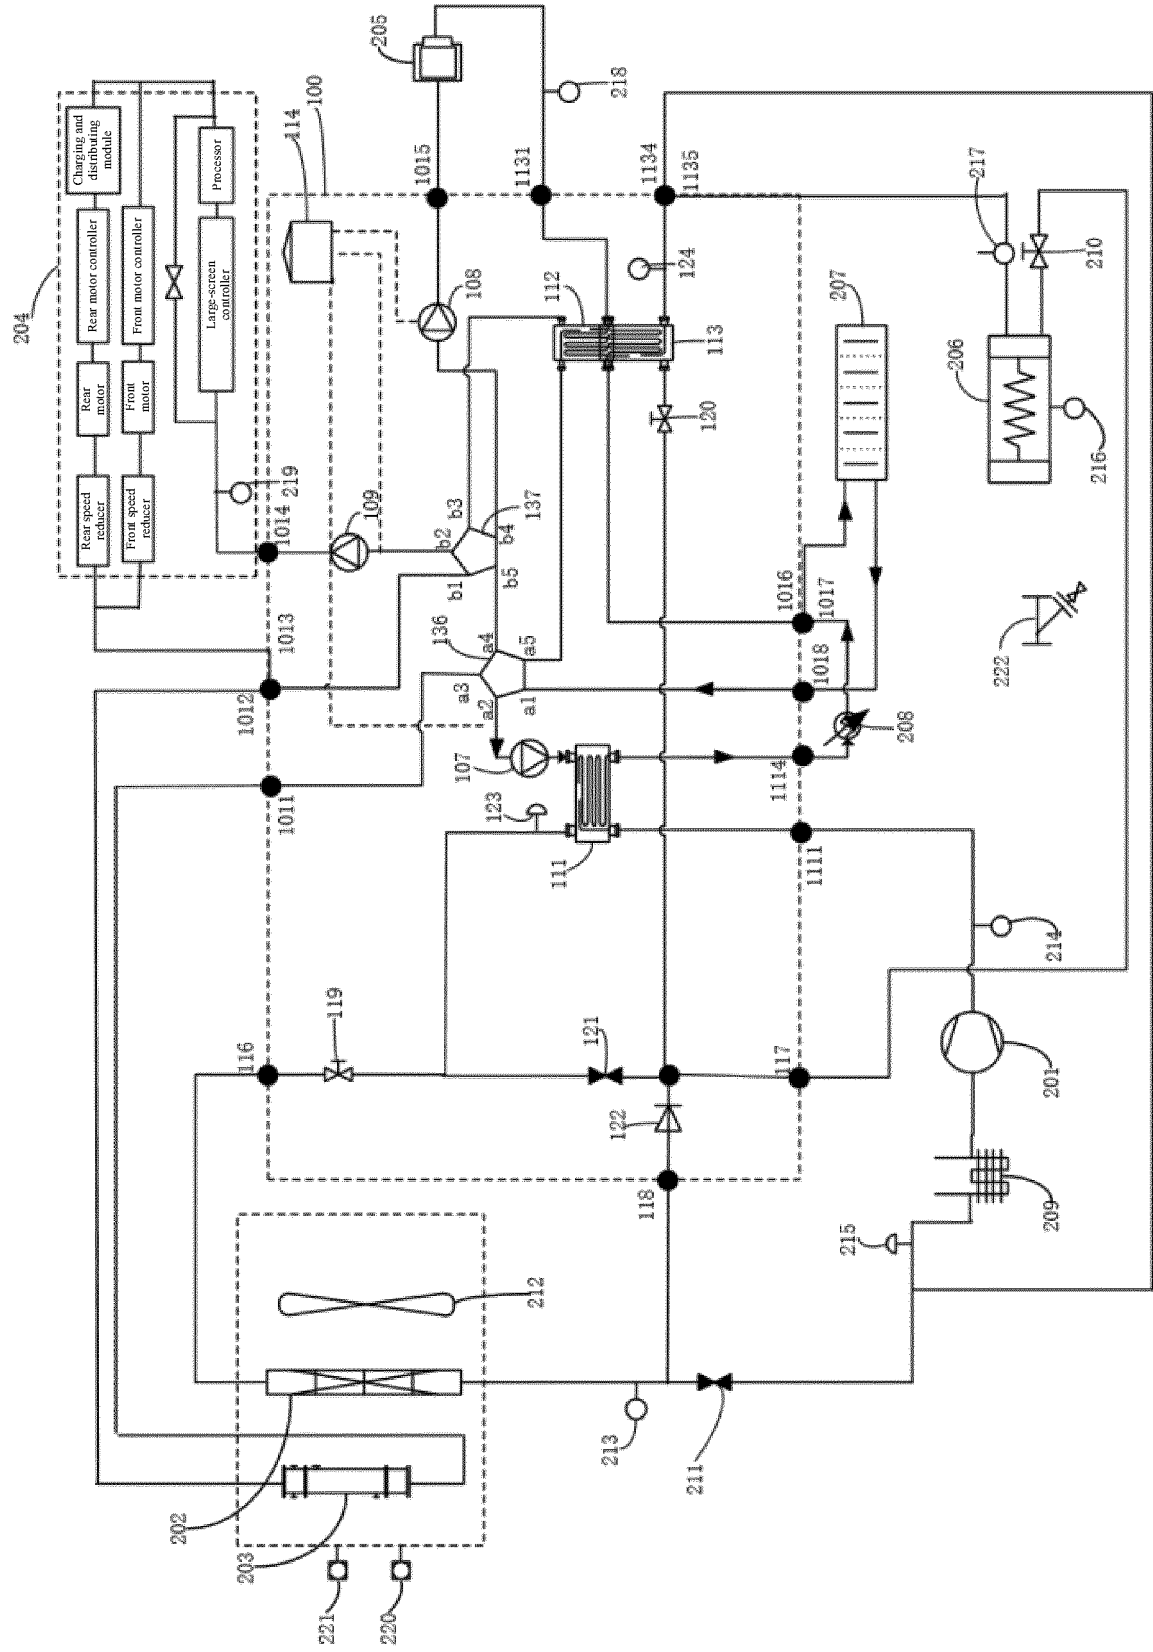 204
Charging and
distributing
module
Rear motor controller
Rear
motor
Rear speed
reducer
Front motor controller
Front
motor
Front speed
reducer
Processor
Large-screen
controller
219
100
114
205
218
1015
1131
1134
1135
1014
1013
1012
1011
109
108
112
113
124
120
217
210
207
206
216
b1
b2
b3
b4
b5
137
136
a1
a2
a3
a4
a5
107
123
111
1016
1017
1018
208
1114
1111
222
116
119
121
122
117
118
214
201
209
215
212
213
211
202
203
221
220